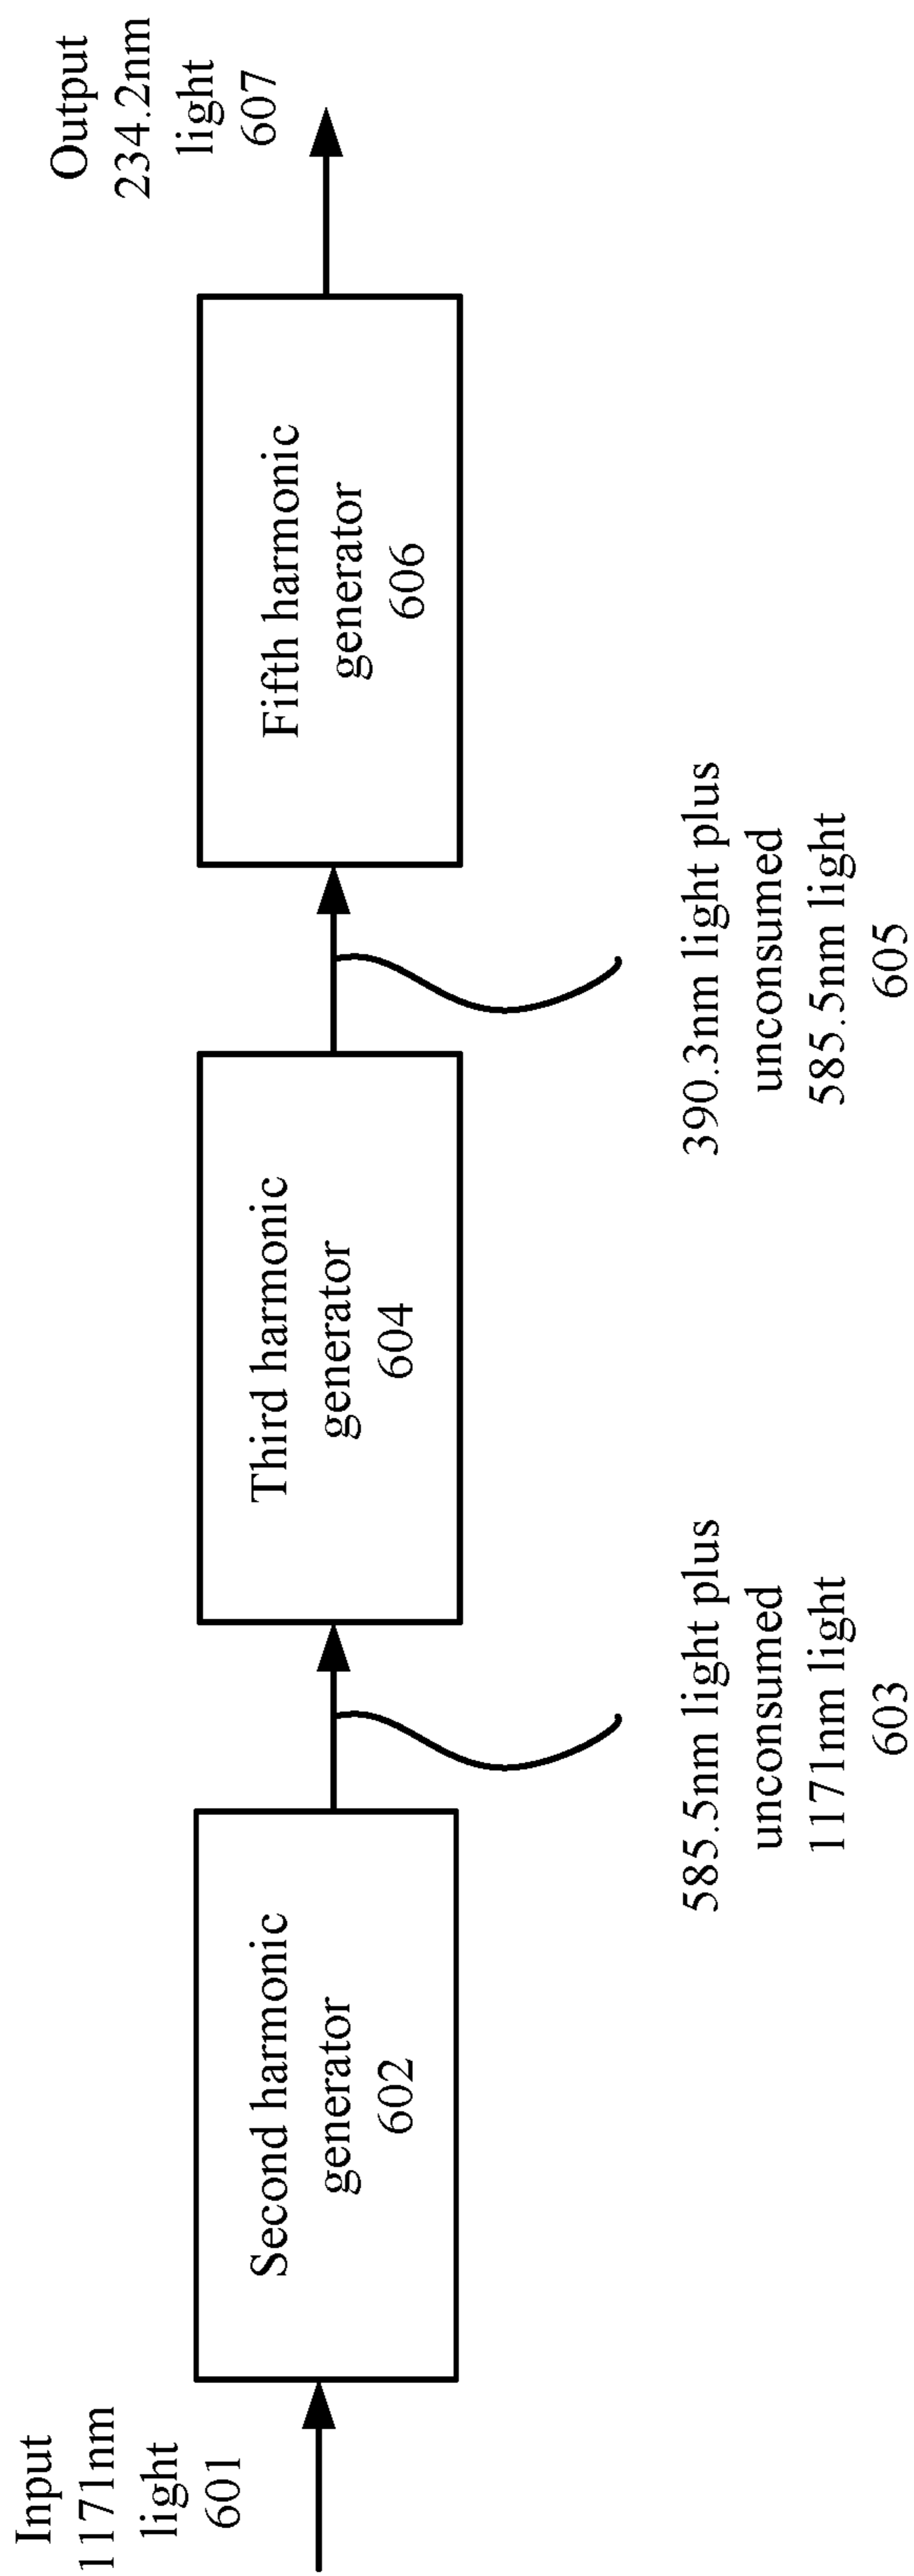 Input
1171nm
light
601
Second harmonic
generator
602
585.5nm light plus
unconsumed
1171nm light
603
Third harmonic
generator
604
390.3nm light plus
unconsumed
585.5nm light
605
Fifth harmonic
generator
606
Output
234.2nm
light
607